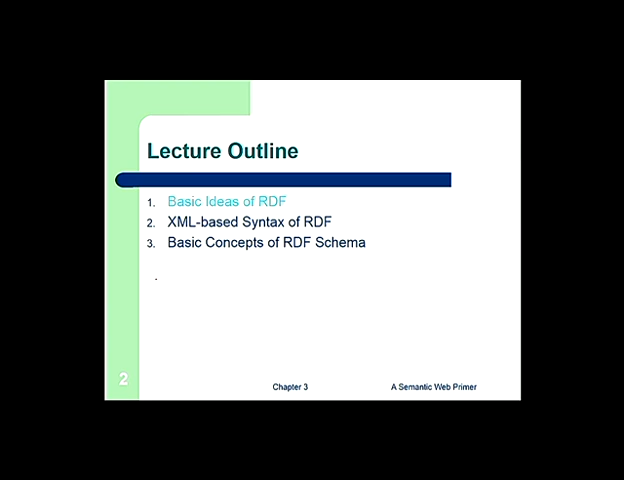 Lecture Outline
1. Basic Ideas of RDF
2. XML-based Syntax of RDF
3. Basic Concepts of RDF Schema
.
2
Chapter 3
A Semantic Web Primer